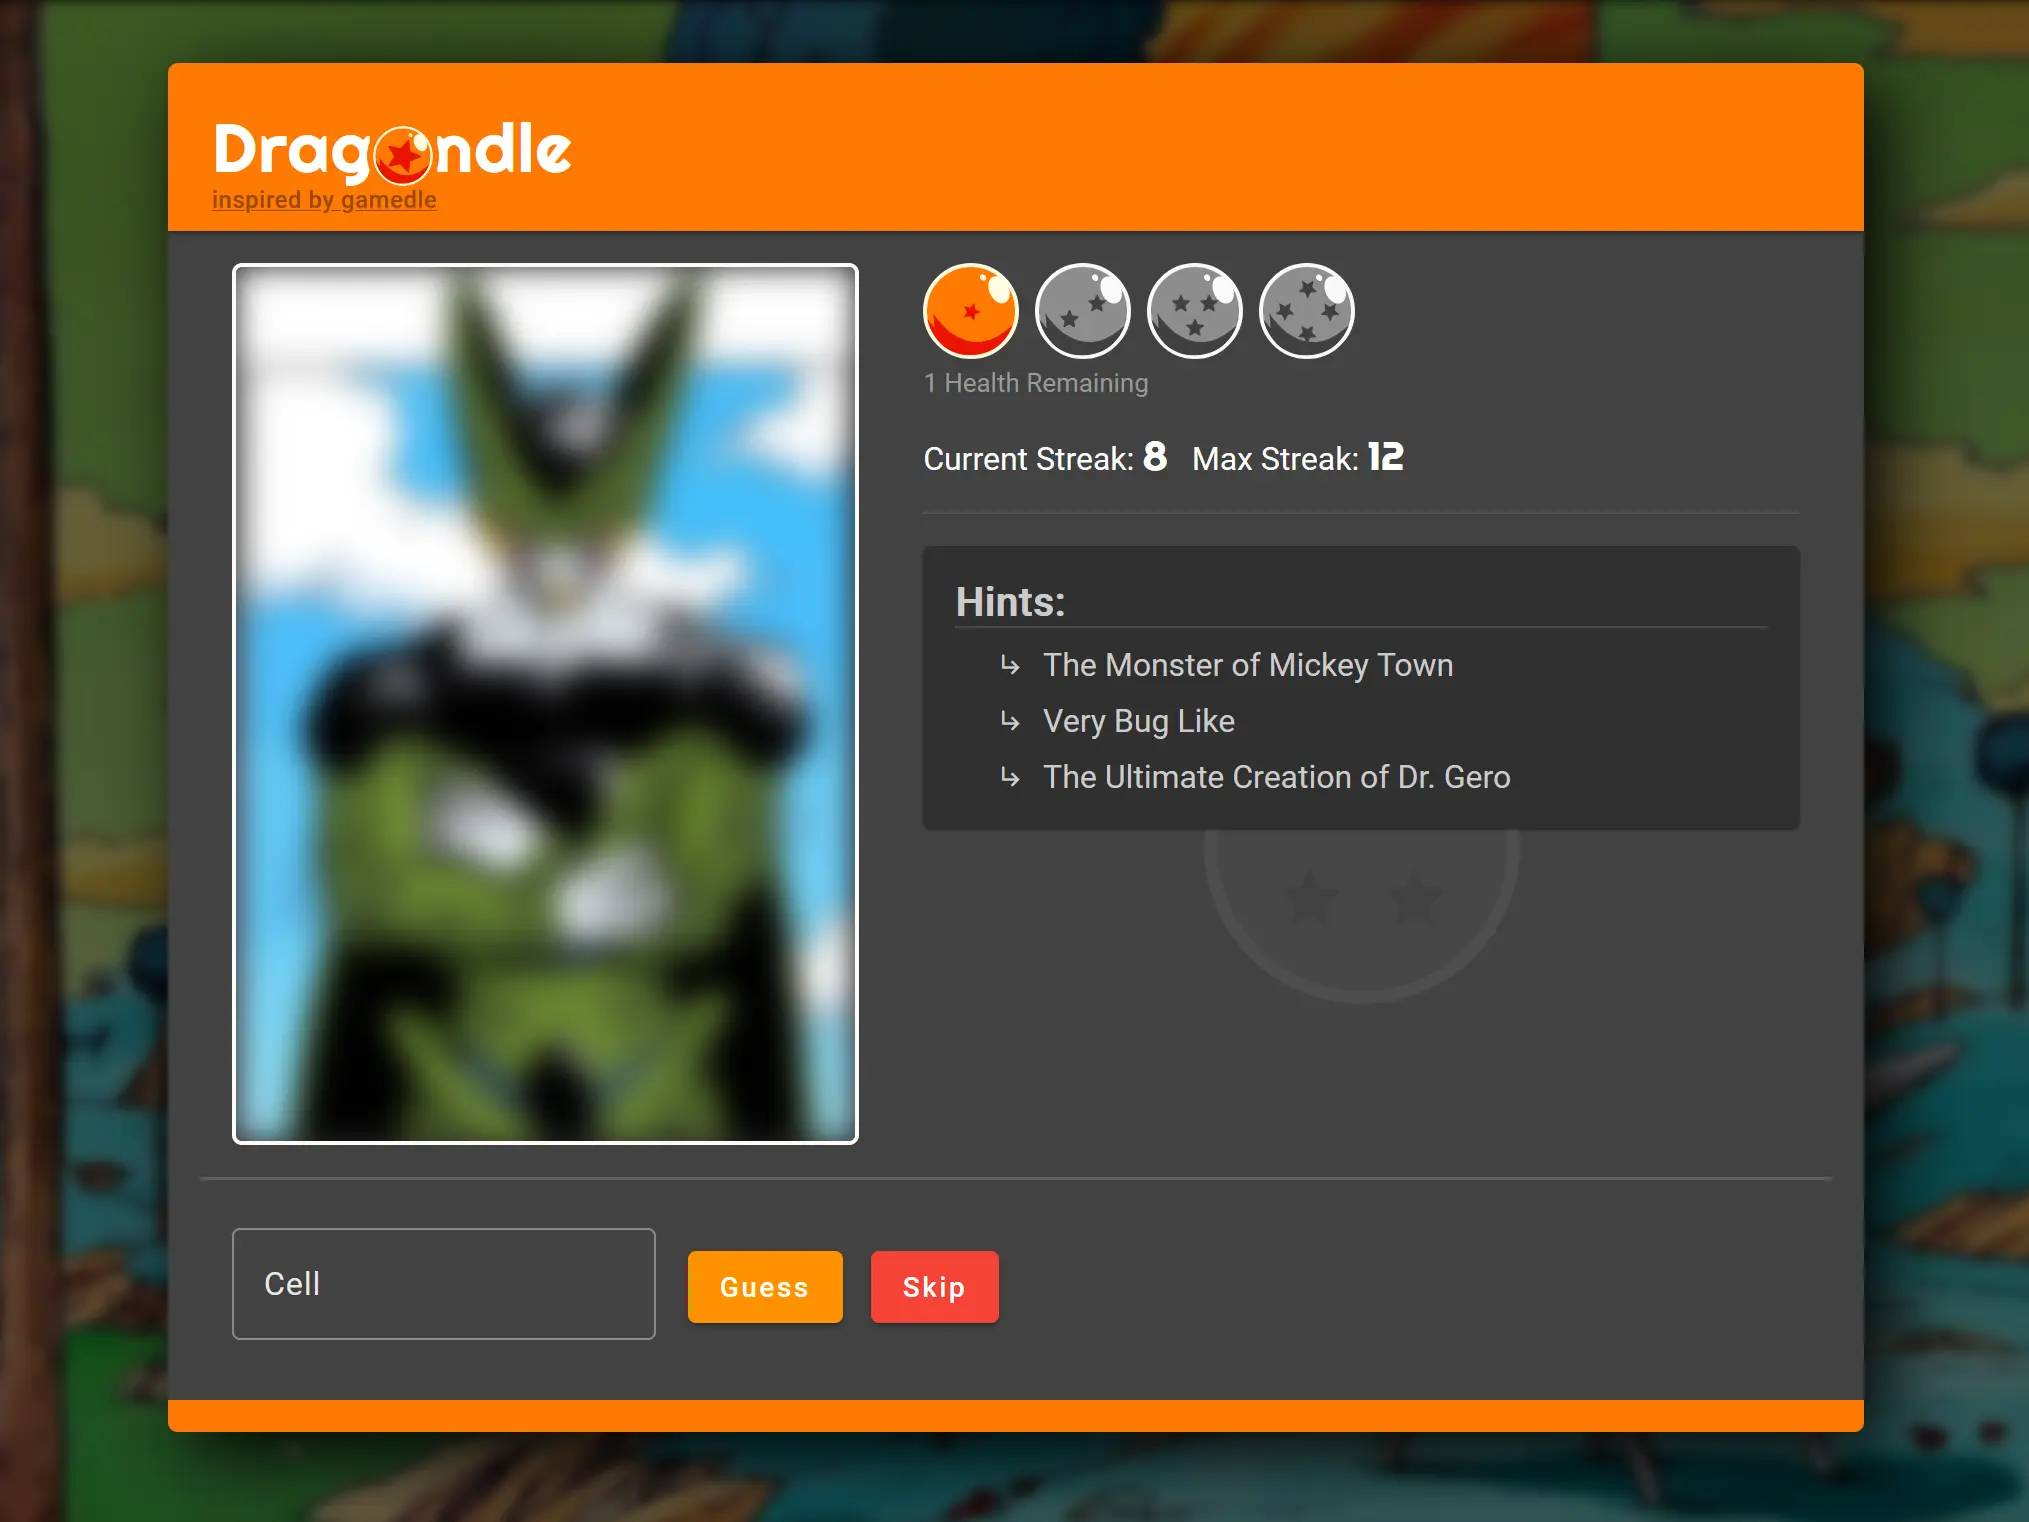 Dragondle
inspired by gamedle
1 Health Remaining
Current Streak: 8 Max Streak: 12
Hints:
↳ The Monster of Mickey Town
↳ Very Bug Like
↳ The Ultimate Creation of Dr. Gero
Cell
Guess
Skip